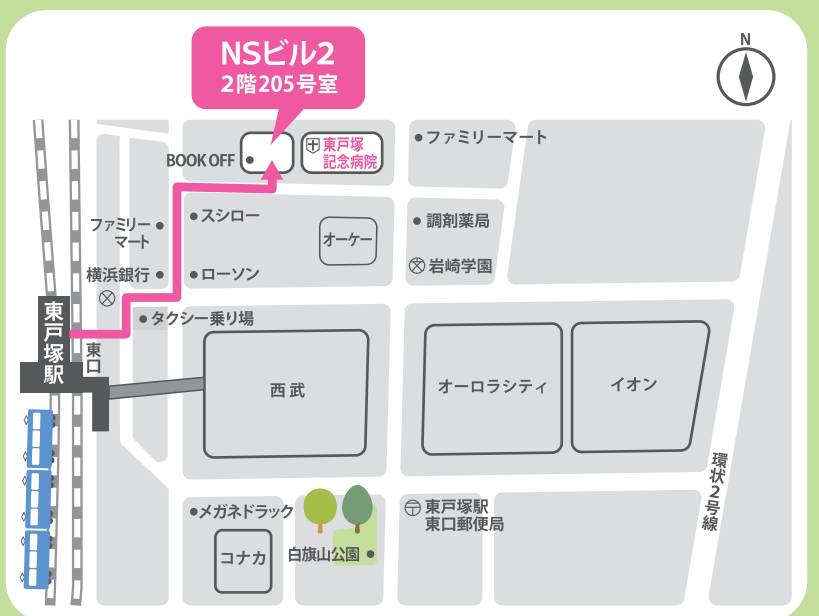 NSビル2
2階205号室
N
BOOK OFF
東戸塚
記念病院
ファミリーマート
ファミリー
マート
スシロー
オーケー
調剤薬局
横浜銀行
ローソン
岩崎学園
東戸塚駅
東口
タクシー乗り場
西武
オーロラシティ
イオン
環状2号線
メガネドラック
コナカ
白旗山公園
東戸塚駅
東口郵便局